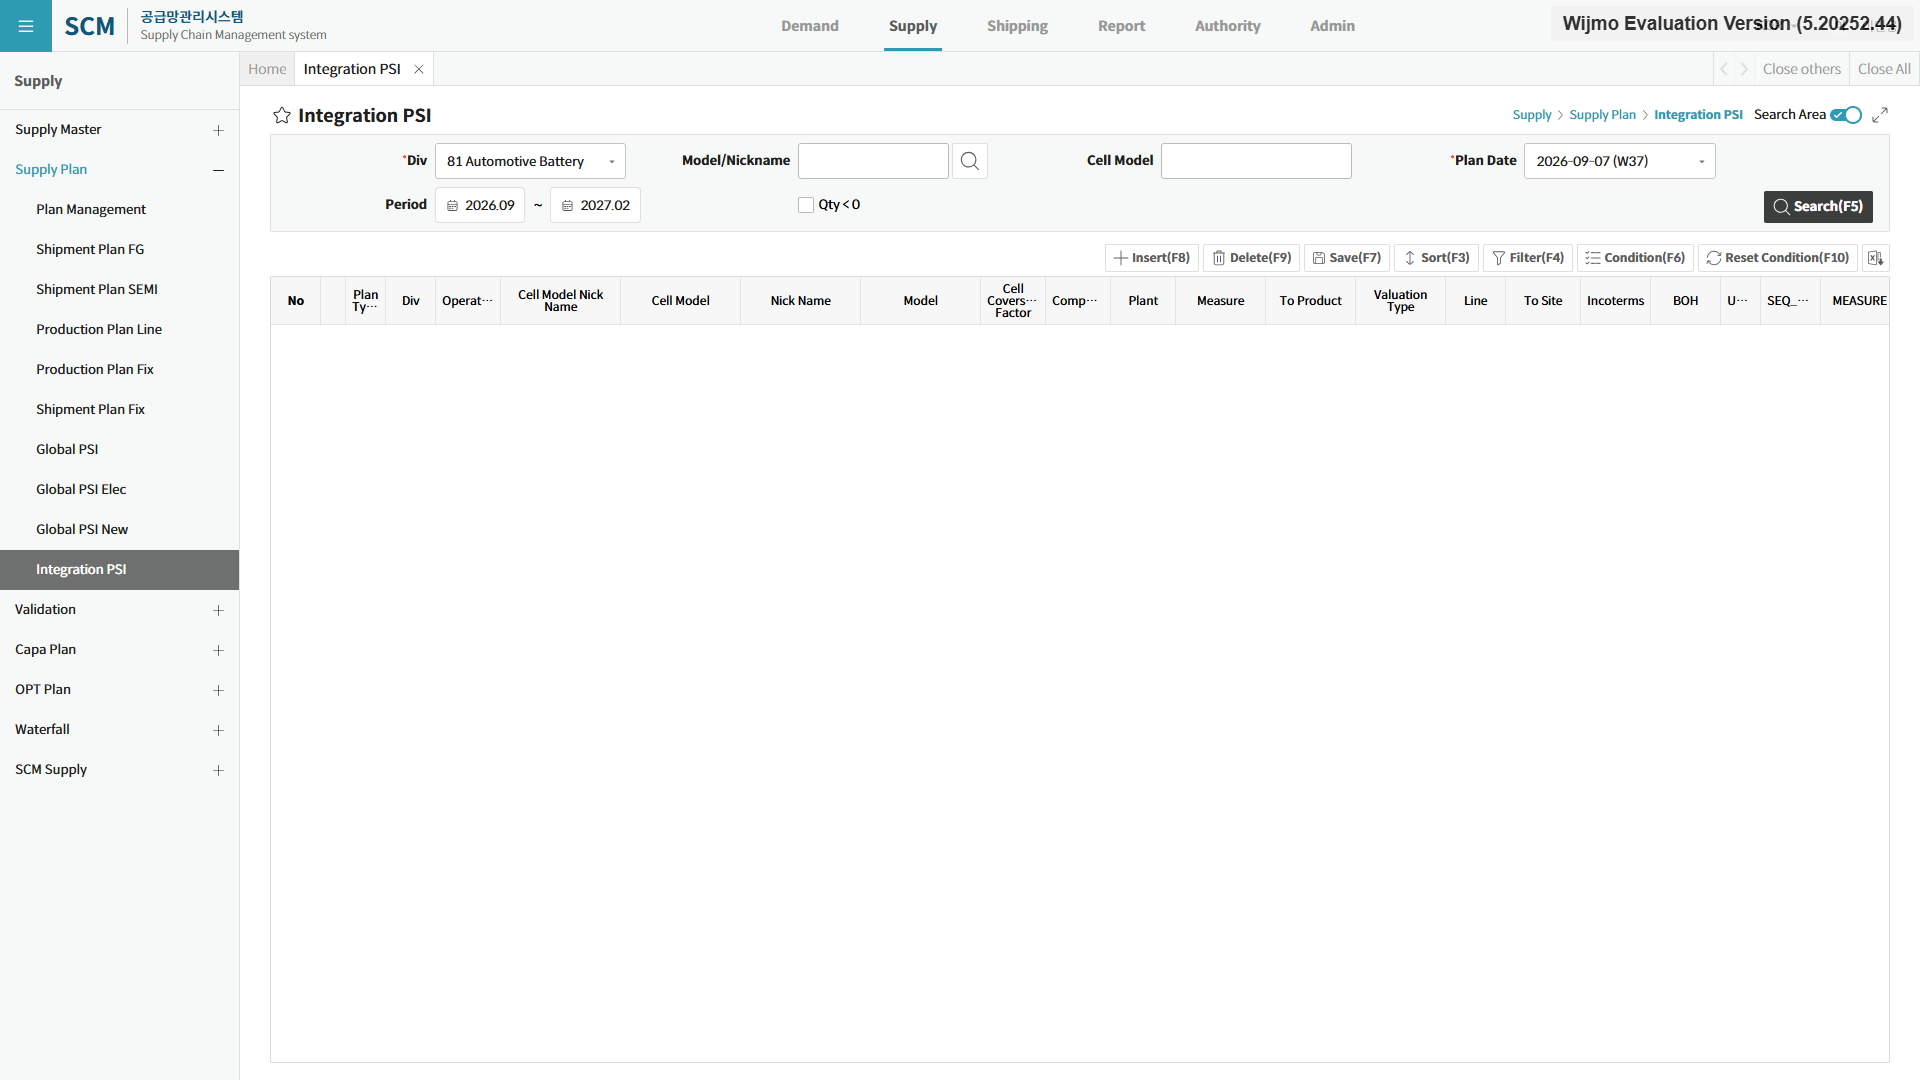 SCM
공급망관리시스템
Supply Chain Management system
Demand
Supply
Shipping
Report
Authority
Admin
Wijmo Evaluation Version (5.20252.44)
Supply
Home
Integration PSI
Close others
Close All
Supply Master
Supply Plan
Plan Management
Shipment Plan FG
Shipment Plan SEMI
Production Plan Line
Production Plan Fix
Shipment Plan Fix
Global PSI
Global PSI Elec
Global PSI New
Integration PSI
Validation
Capa Plan
OPT Plan
Waterfall
SCM Supply
Integration PSI
Supply > Supply Plan > Integration PSI
Search Area
*Div
81 Automotive Battery
Model/Nickname
Cell Model
*Plan Date
2026-09-07 (W37)
Period
2026.09 ~ 2027.02
Qty < 0
Search(F5)
Insert(F8)
Delete(F9)
Save(F7)
Sort(F3)
Filter(F4)
Condition(F6)
Reset Condition(F10)
No
Plan Ty···
Div
Operat···
Cell Model Nick Name
Cell Model
Nick Name
Model
Cell Covers··· Factor
Comp···
Plant
Measure
To Product
Valuation Type
Line
To Site
Incoterms
BOH
U···
SEQ_···
MEASURE